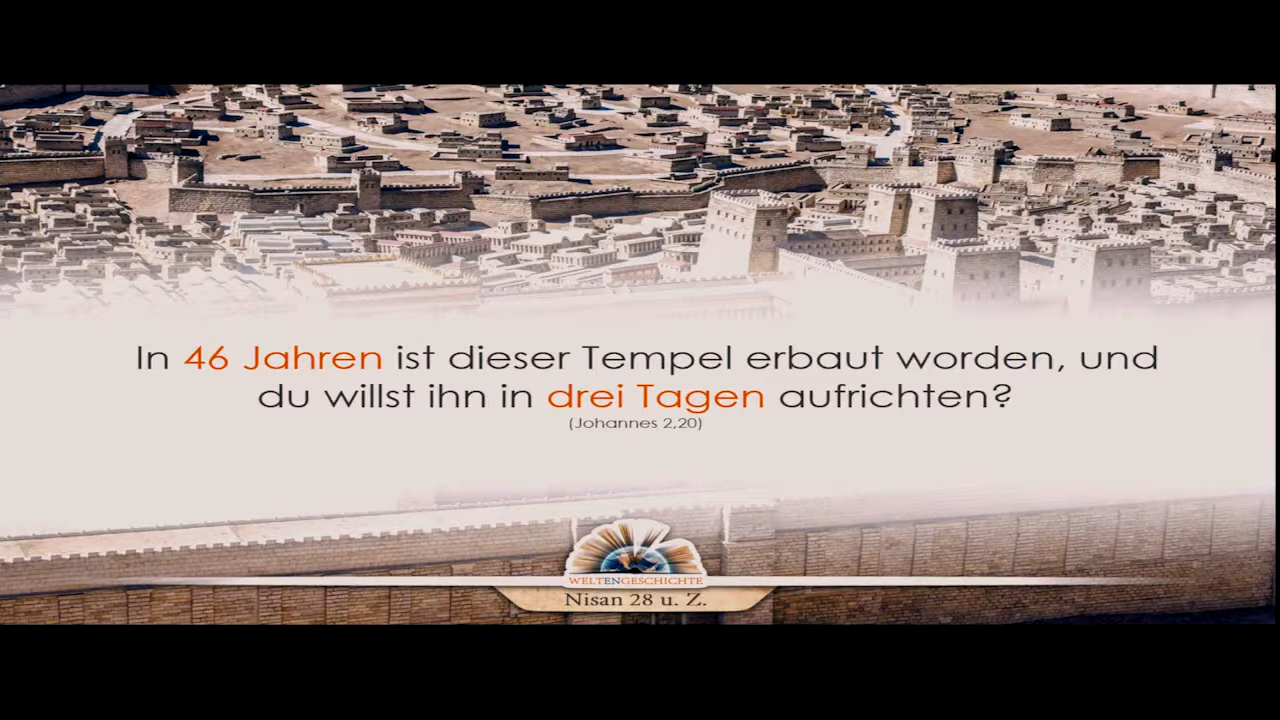 In 46 Jahren ist dieser Tempel erbaut worden, und
du willst ihn in drei Tagen aufrichten?
(Johannes 2,20)
WELTENGESCHICHTE
Nisan 28 u. Z.